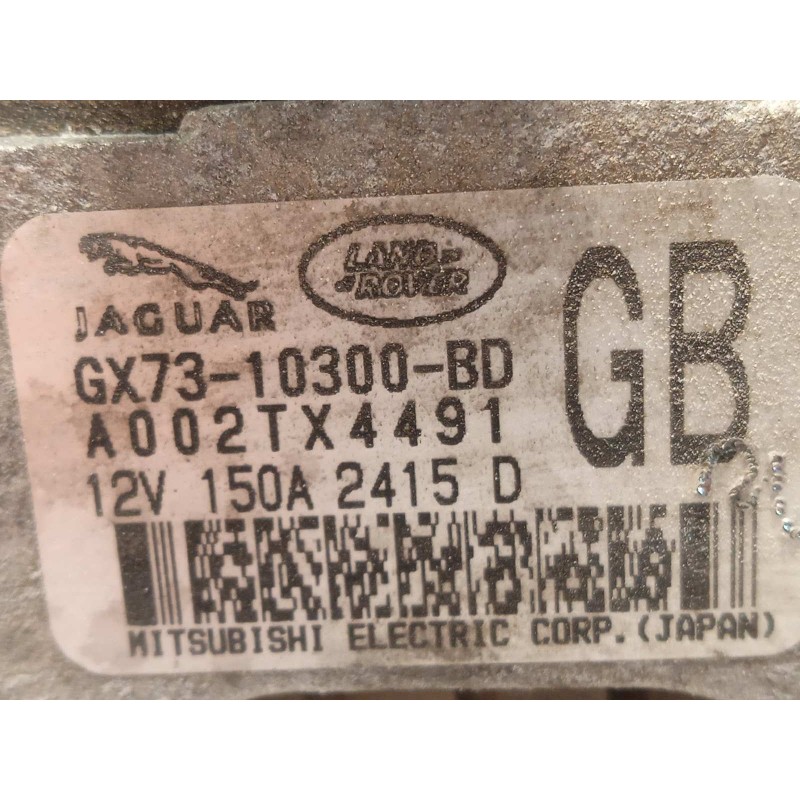 JAGUAR
LAND-
-ROVER
GB
GX73-10300-BD
A002TX4491
12V 150A 2415 D
MITSUBISHI ELECTRIC CORP.(JAPAN)